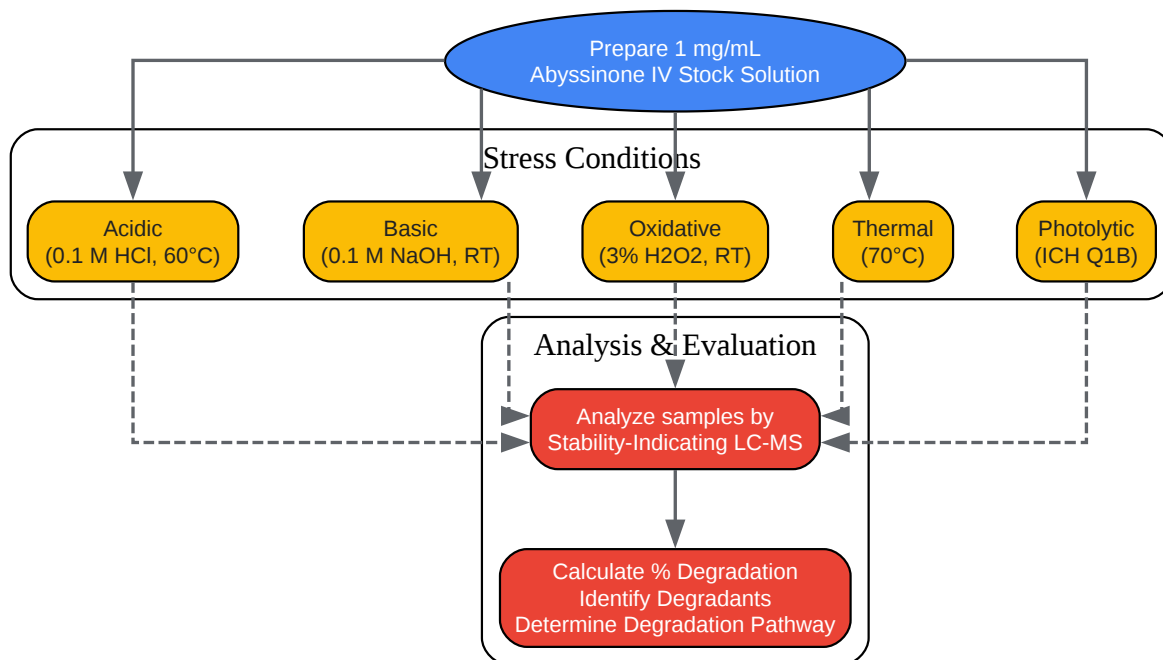 Prepare 1 mg/mL
Abyssinone IV Stock Solution
Stress Conditions
Acidic
(0.1 M HCl, 60°C)
Basic
(0.1 M NaOH, RT)
Oxidative
(3% H2O2, RT)
Thermal
(70°C)
Photolytic
(ICH Q1B)
Analysis & Evaluation
Analyze samples by
Stability-Indicating LC-MS
Calculate % Degradation
Identify Degradants
Determine Degradation Pathway